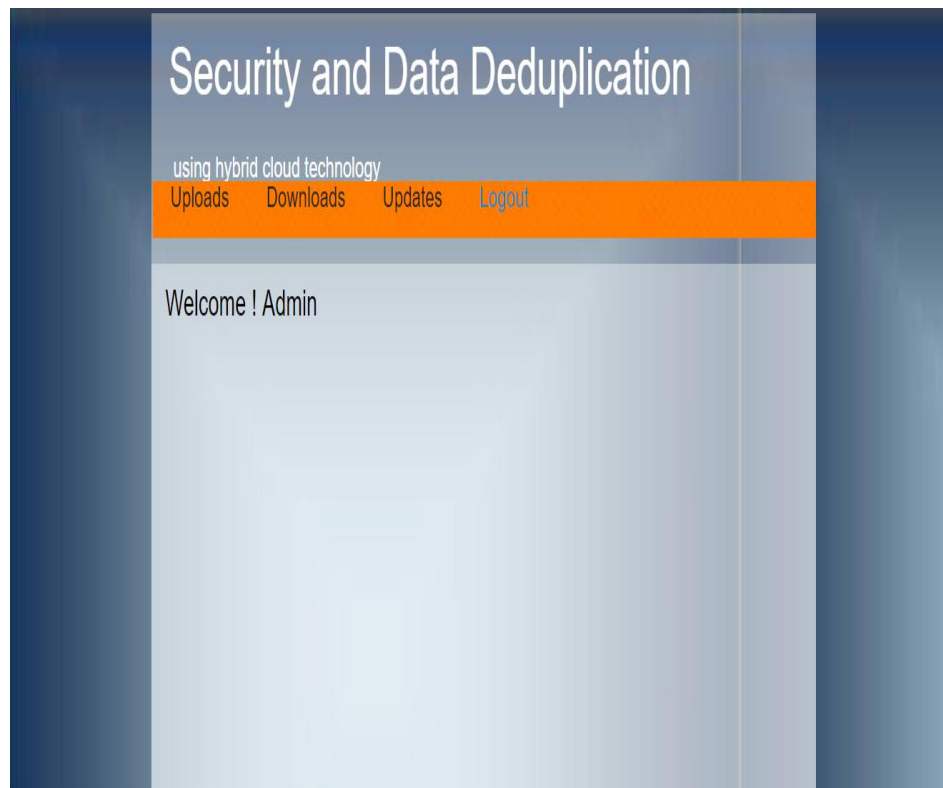 Security and Data Deduplication
using hybrid cloud technology
Uploads Downloads Updates Logout
Welcome ! Admin